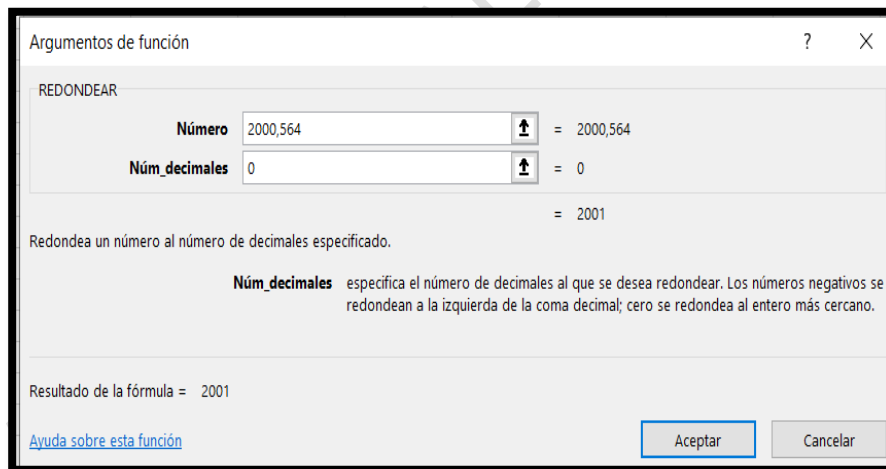 Argumentos de función ? X
REDONDEAR
Número 2000,564 = 2000,564
Núm_decimales 0 = 0
= 2001
Redondea un número al número de decimales especificado.
Núm_decimales especifica el número de decimales al que se desea redondear. Los números negativos se
redondean a la izquierda de la coma decimal; cero se redondea al entero más cercano.
Resultado de la fórmula = 2001
Ayuda sobre esta función Aceptar Cancelar